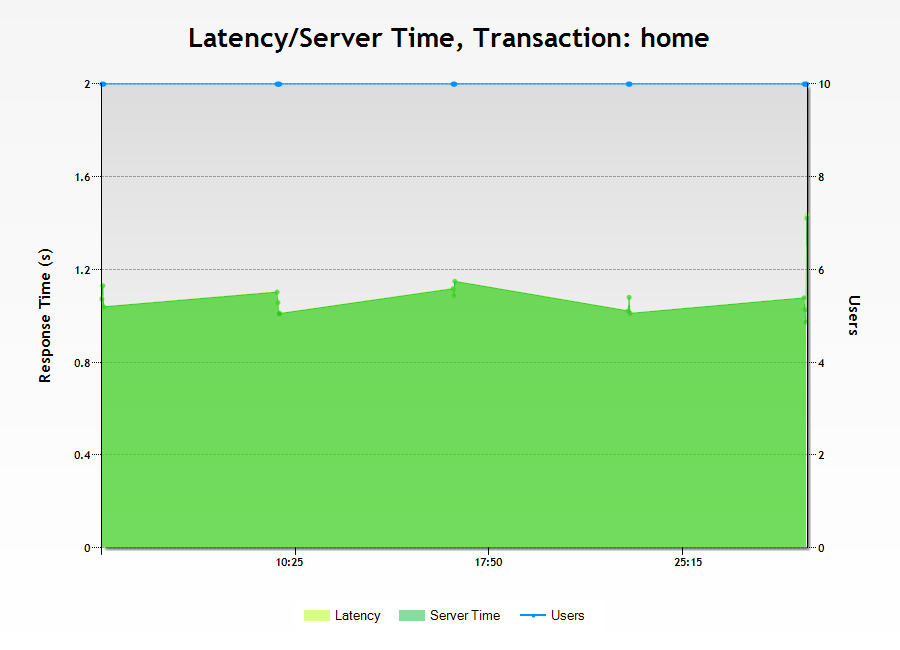 Latency/Server Time, Transaction: home
2
1.6
1.2
0.8
0.4
0
Response Time (s)
10
8
6
4
2
0
Users
10:25 17:50 25:15
Latency Server Time Users